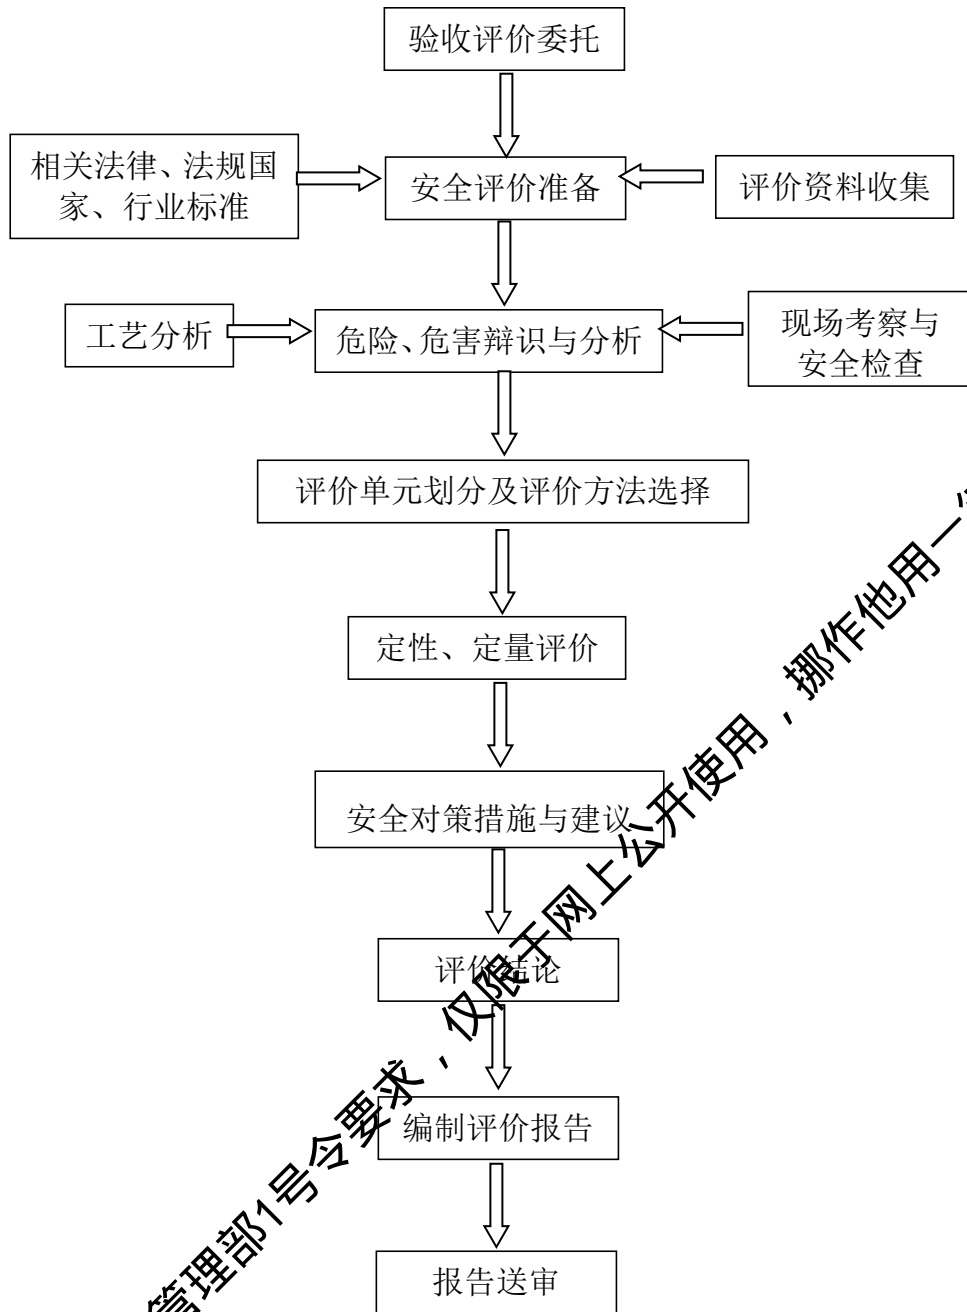 验收评价委托
相关法律、法规国
家、行业标准
安全评价准备
评价资料收集
工艺分析
危险、危害辩识与分析
现场考察与
安全检查
评价单元划分及评价方法选择
定性、定量评价
安全对策措施与建议
评价结论
编制评价报告
报告送审
管理部1号令要求，仅限于网上公开使用，挪作他用一